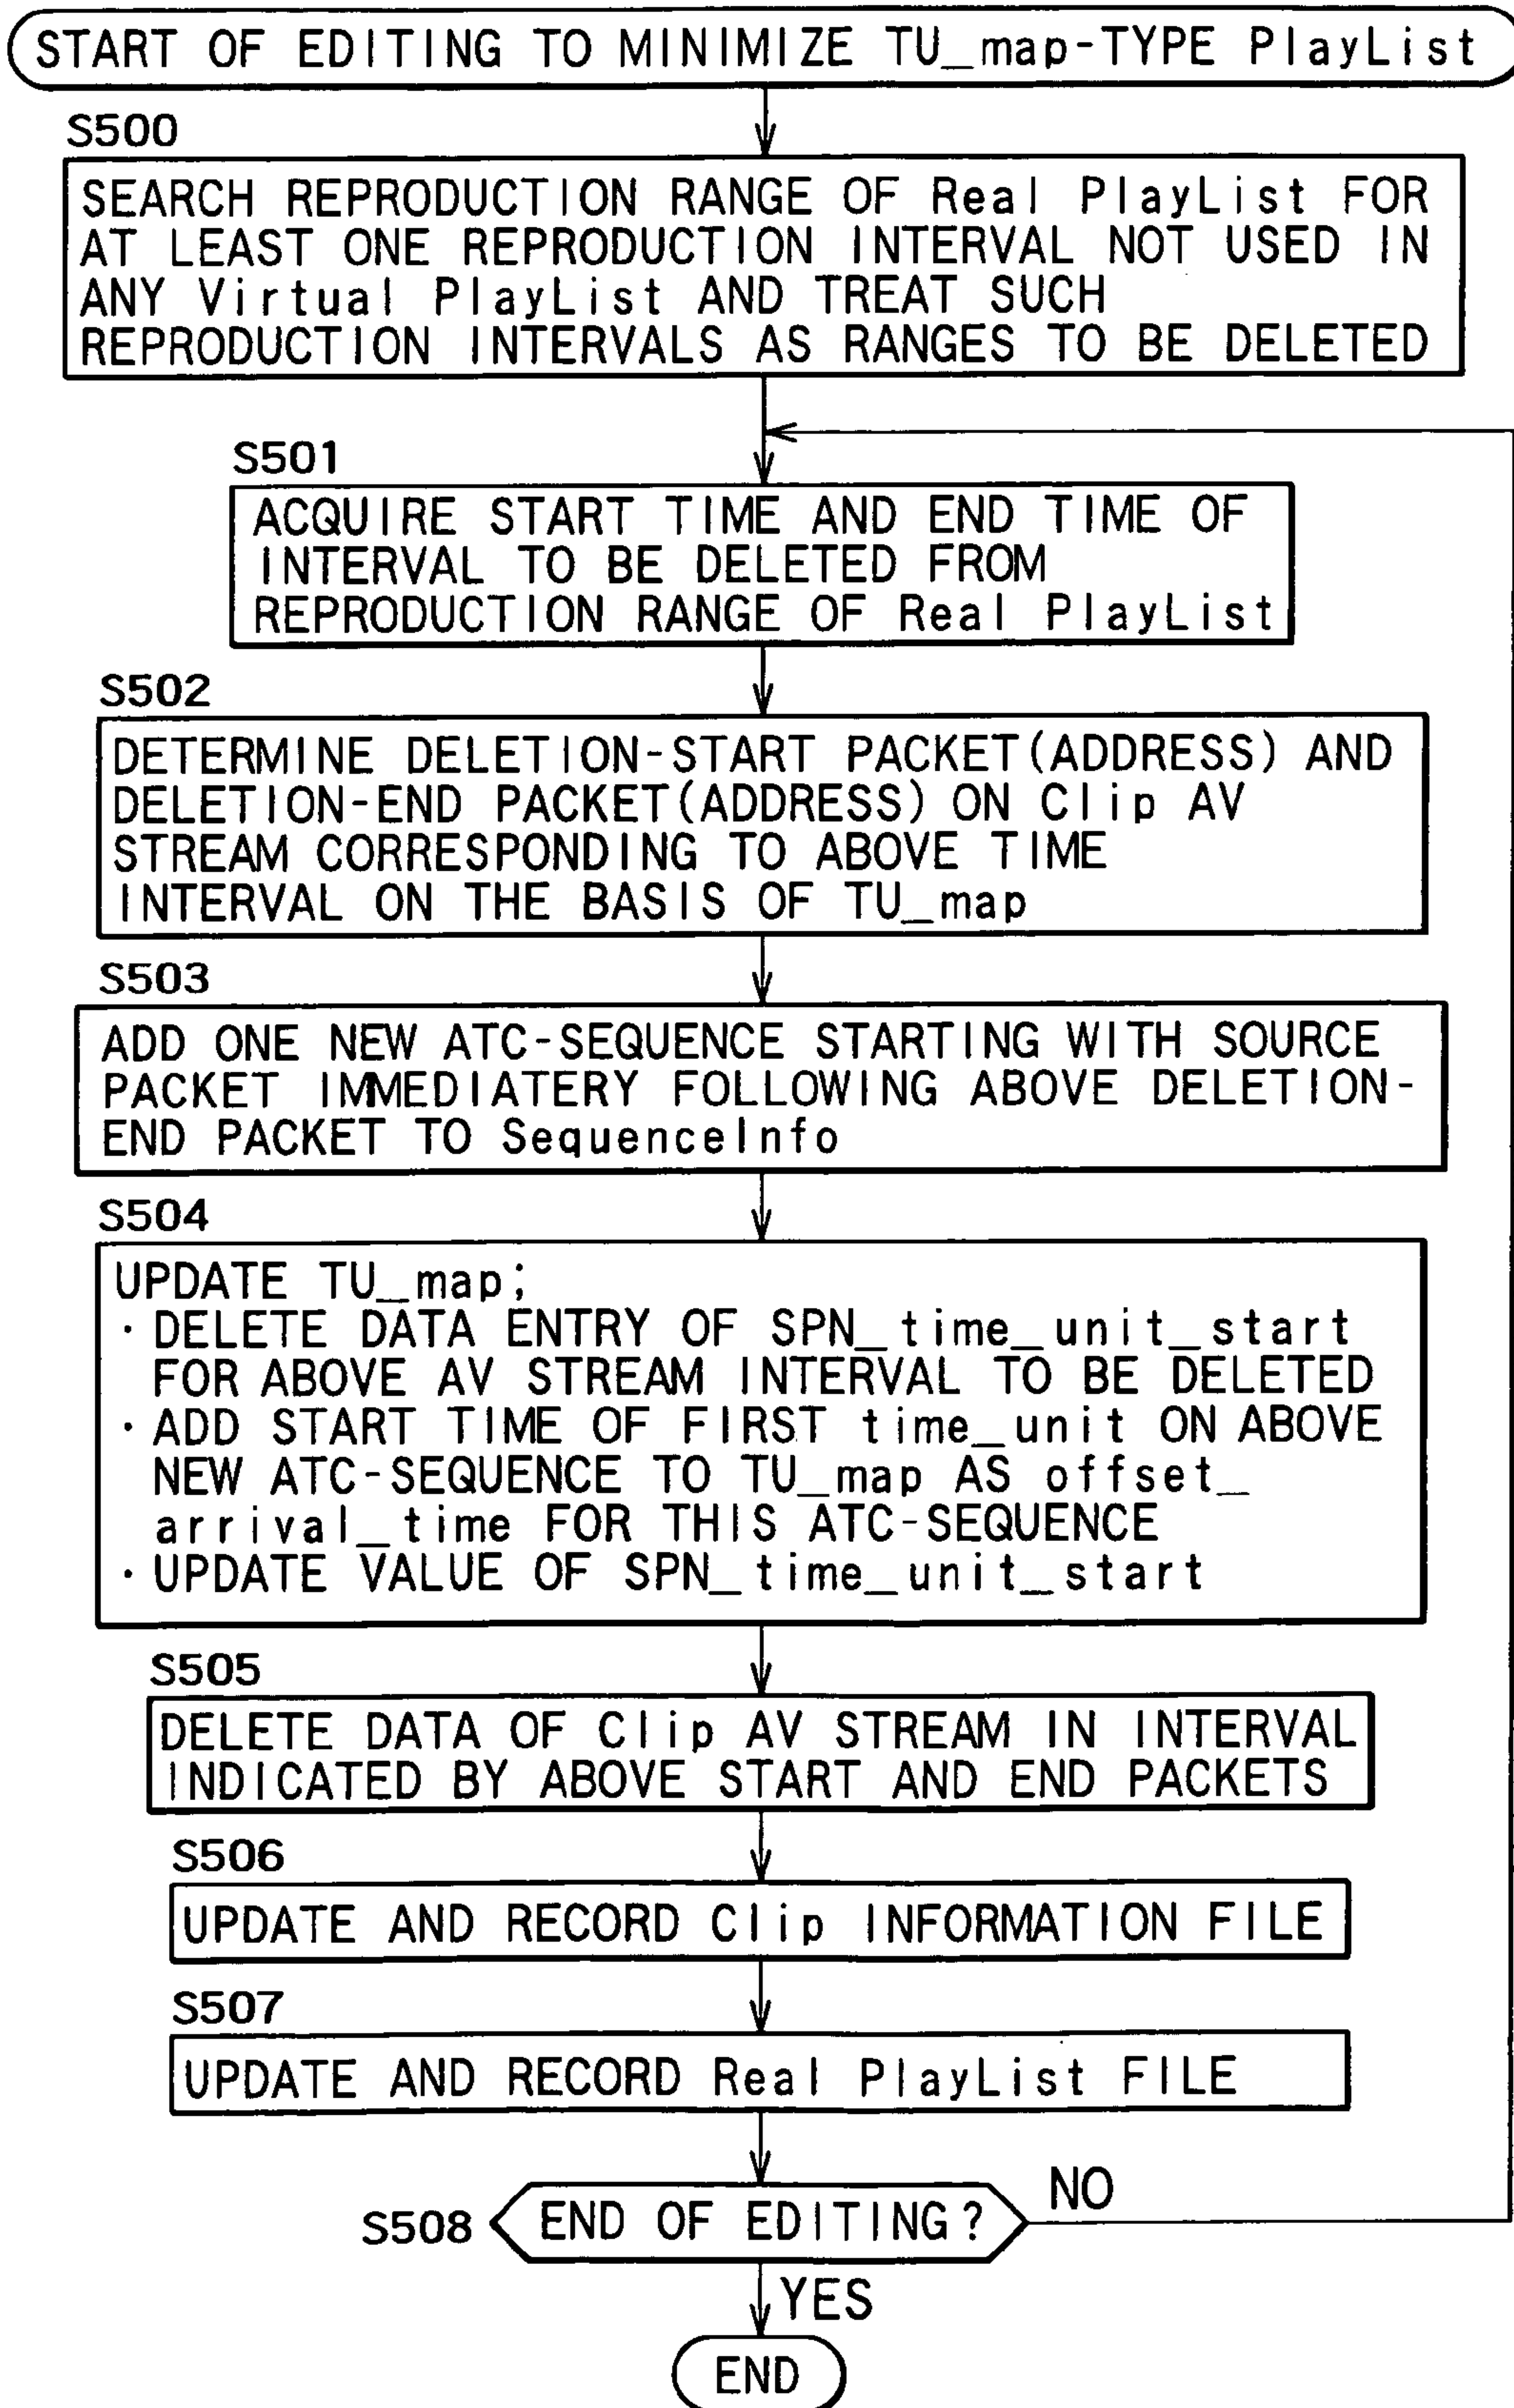 START OF EDITING TO MINIMIZE TU_map-TYPE PlayList
S500
SEARCH REPRODUCTION RANGE OF Real PlayList FOR
AT LEAST ONE REPRODUCTION INTERVAL NOT USED IN
ANY Virtual PlayList AND TREAT SUCH
REPRODUCTION INTERVALS AS RANGES TO BE DELETED
S501
ACQUIRE START TIME AND END TIME OF
INTERVAL TO BE DELETED FROM
REPRODUCTION RANGE OF Real PlayList
S502
DETERMINE DELETION-START PACKET(ADDRESS) AND
DELETION-END PACKET(ADDRESS) ON Clip AV
STREAM CORRESPONDING TO ABOVE TIME
INTERVAL ON THE BASIS OF TU_map
S503
ADD ONE NEW ATC-SEQUENCE STARTING WITH SOURCE
PACKET IMMEDIATERY FOLLOWING ABOVE DELETION-
END PACKET TO SequenceInfo
S504
UPDATE TU_map;
· DELETE DATA ENTRY OF SPN_time_unit_start
FOR ABOVE AV STREAM INTERVAL TO BE DELETED
· ADD START TIME OF FIRST time_unit ON ABOVE
NEW ATC-SEQUENCE TO TU_map AS offset_
arrival_time FOR THIS ATC-SEQUENCE
· UPDATE VALUE OF SPN_time_unit_start
S505
DELETE DATA OF Clip AV STREAM IN INTERVAL
INDICATED BY ABOVE START AND END PACKETS
S506
UPDATE AND RECORD Clip INFORMATION FILE
S507
UPDATE AND RECORD Real PlayList FILE
S508 END OF EDITING? NO
YES
END